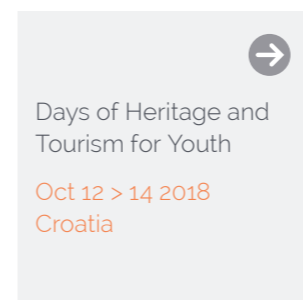 Days of Heritage and
Tourism for Youth
Oct 12 > 14 2018
Croatia